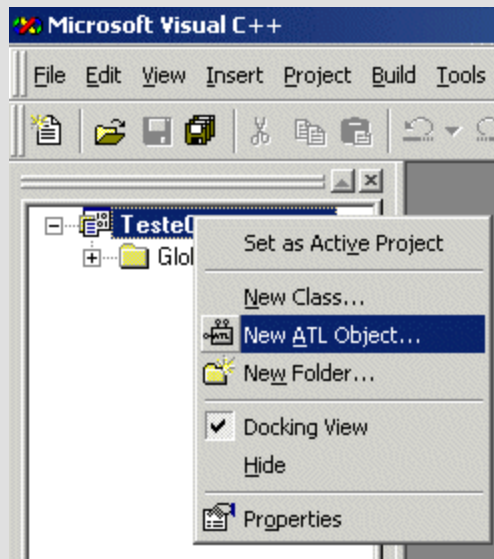 Microsoft Visual C++
File Edit View Insert Project Build Tools
Set as Active Project
New Class...
New ATL Object...
New Folder...
Docking View
Hide
Properties